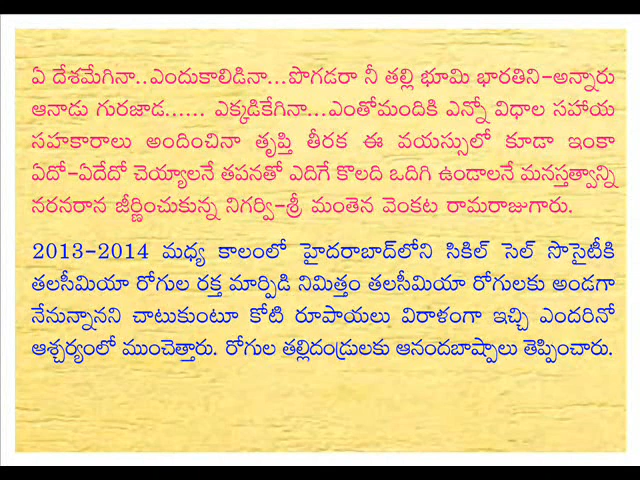 ఏ దేశమేగినా..ఎందుకాలిడినా...పొగడరా నీ తల్లి భూమి భారతిని-అన్నారు
ఆనాడు గురజాడ...... ఎక్కడికేగినా...ఎంతోమందికి ఎన్నో విధాల సహాయ
సహకారాలు అందించినా తృప్తి తీరక ఈ వయస్సులో కూడా ఇంకా
ఏదో-ఏదేదో చెయ్యాలనే తపనతో ఎదిగే కొలది ఒదిగి ఉండాలనే మనస్తత్వాన్ని
నరనరాన జీర్ణించుకున్న నిగర్వి-శ్రీ మంతెన వెంకట రామరాజుగారు.
2013-2014 మధ్య కాలంలో హైదరాబాద్‌లోని సికిల్ సెల్ సొసైటీకి
తలసీమియా రోగుల రక్త మార్పిడి నిమిత్తం తలసీమియా రోగులకు అండగా
నేనున్నానని చాటుకుంటూ కోటి రూపాయలు విరాళంగా ఇచ్చి ఎందరినో
ఆశ్చర్యంలో ముంచెత్తారు. రోగుల తల్లిదండ్రులకు ఆనందబాష్పాలు తెప్పించారు.